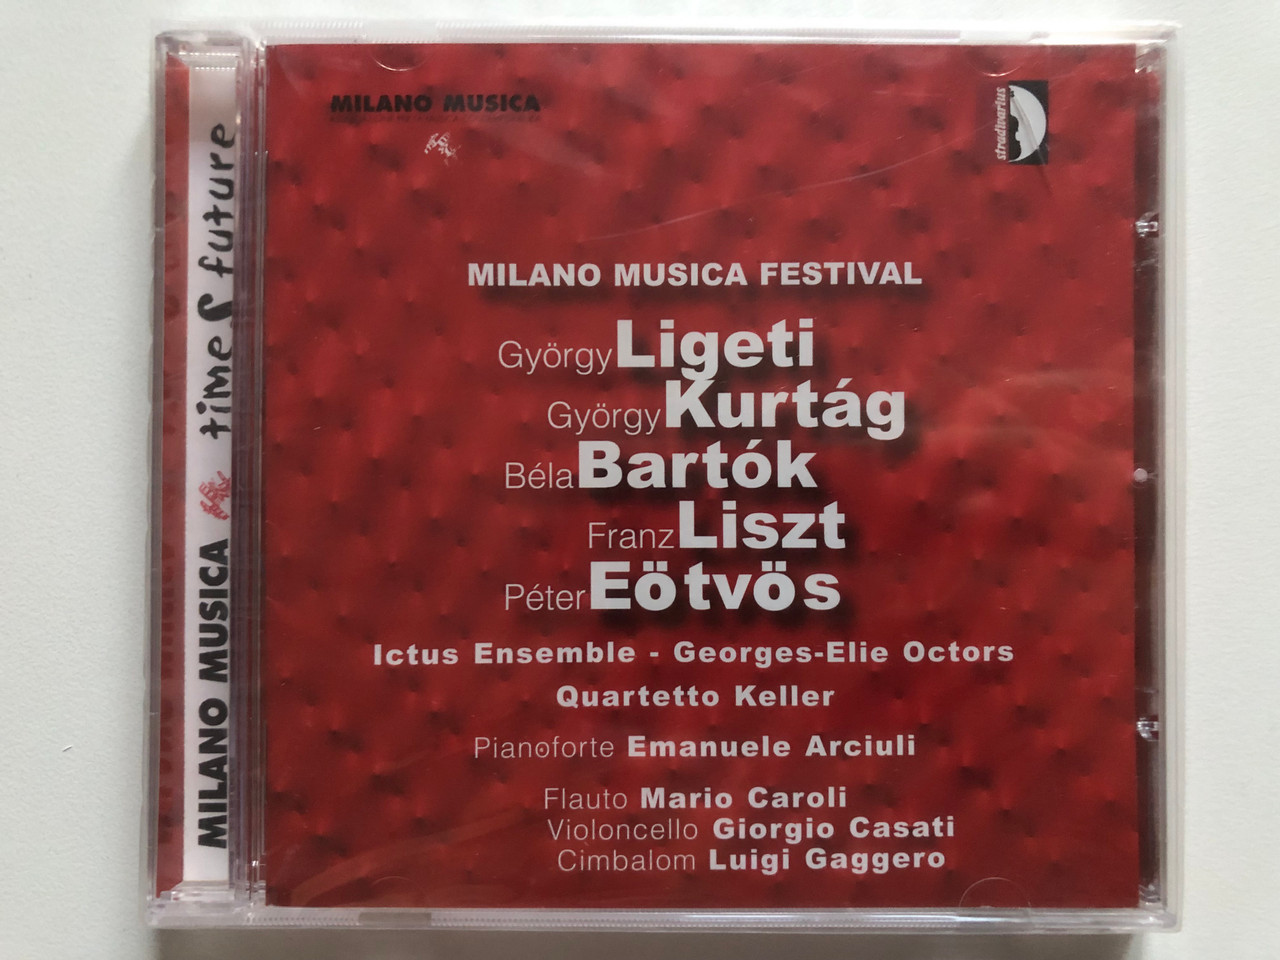 MILANO MUSICA
stradivarius
MILANO MUSICA times future
MILANO MUSICA FESTIVAL
György Ligeti
György Kurtág
Béla Bartók
Franz Liszt
Péter Eötvös
Ictus Ensemble - Georges-Elie Octors
Quartetto Keller
Pianoforte Emanuele Arciuli
Flauto Mario Caroli
Violoncello Giorgio Casati
Cimbalom Luigi Gaggero